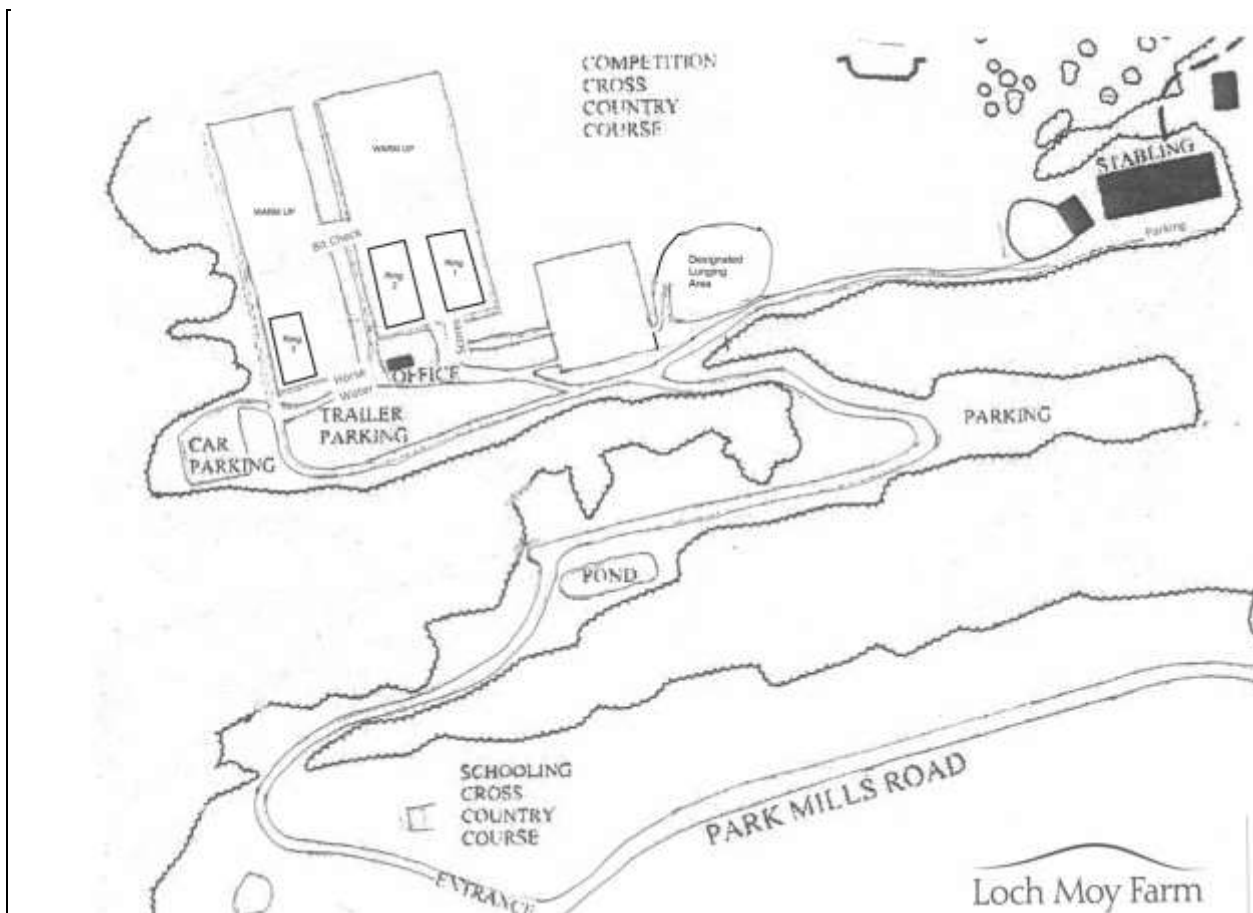 COMPETITION
CROSS
COUNTRY
COURSE
WARM UP
WARM UP
STABLING
Bit Check
Parking
Ring
2
Ring
1
Designated
Lunging
Area
Ring
3
Scores
Horse
Water
OFFICE
TRAILER
PARKING
CAR
PARKING
PARKING
POND
SCHOOLING
CROSS
COUNTRY
COURSE
PARK MILLS ROAD
ENTRANCE
Loch Moy Farm